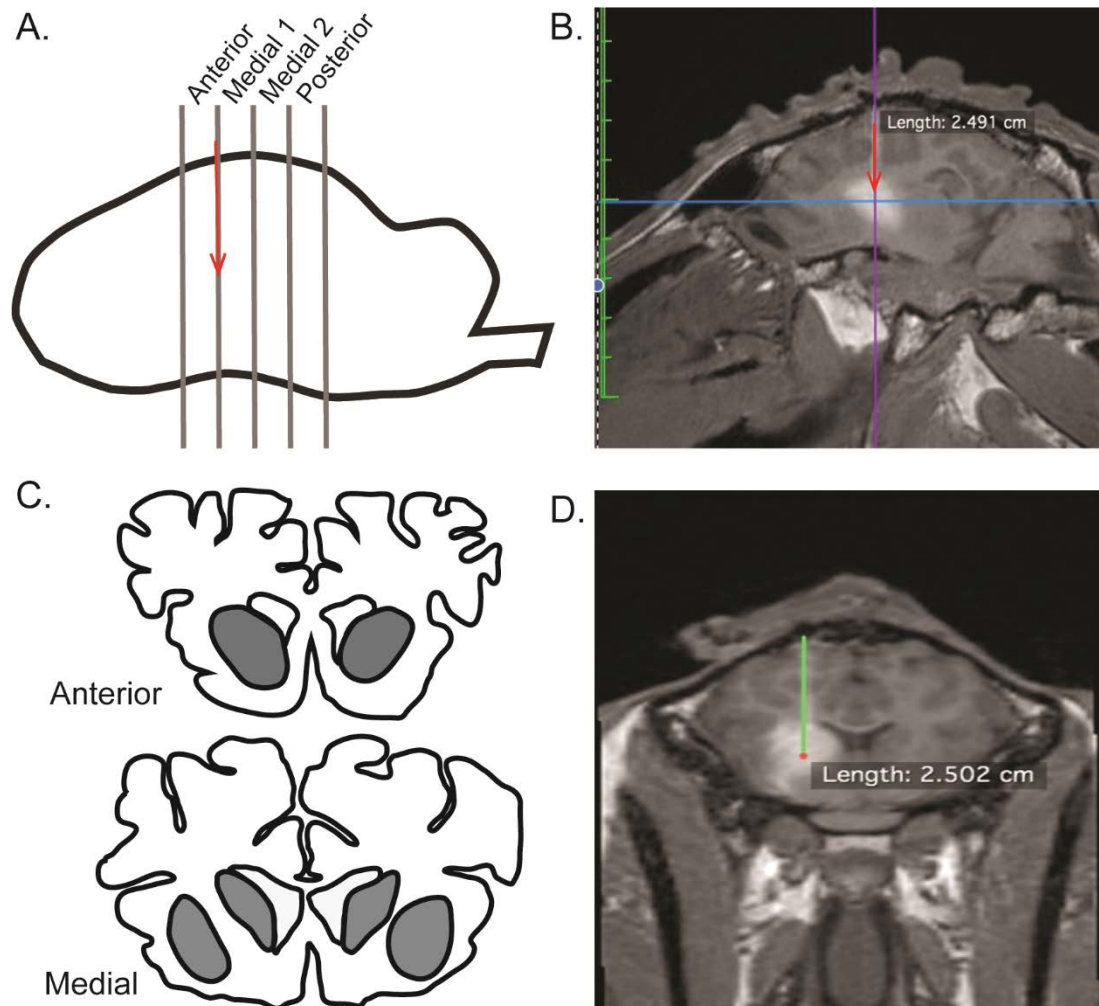 A.
Anterior
Medial 1
Medial 2
Posterior
B.
Length: 2.491 cm
C.
Anterior
Medial
D.
Length: 2.502 cm